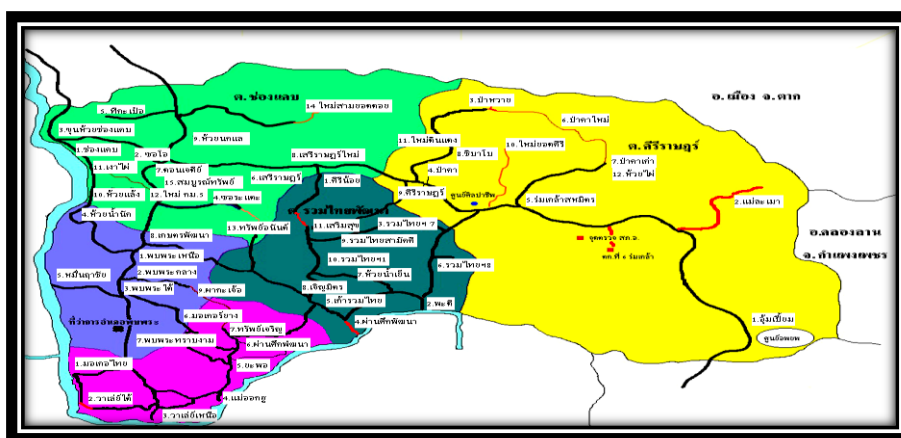 ต.ช่องแคบ
อ.เมือง จ.ตาก
14.ใหม่สามยอดดอย
3.ป่าหวาย
6.ป่าคาใหม่
3.ขุนห้วยช่องแคบ
9.ห้วยนกแล
11.ใหม่ดินแดง
10.ใหม่ยอดคีรี
ต.คีรีราษฎร์
1.ช่องแคบ
2.ซอโอ
8.เสรีราษฎร์ใหม่
8.ชิบาโบ
7.ป่าคาเก่า
12.ห้วยไผ่
11.เงาไผ่
7.ดอนเจดีย์
15.สมบูรณ์ทรัพย์
6.เสรีราษฎร์
1.คีรีน้อย
4.ป่าคา
10.ห้วยแล้ง
12.ใหม่ กม.5
4.ชอระแคะ
9.คีรีราษฎร์
ศูนย์ศิลปาชีพ
5.ร่มเกล้าสหมิตร
2.แม่ละเมา
4.ห้วยน้ำนัก
13.ทรัพย์อนันต์
ต.รวมไทยพัฒนา
11.เสริมสุข
3.รวมไทยฯ 7
อ.คลองลาน
จ.กำแพงเพชร
8.เกษตรพัฒนา
9.รวมไทยสามัคคี
1.พบพระเหนือ
10.รวมไทยฯ1
6.รวมไทยฯ8
ตก.ที่ 6 ร่มเกล้า
5.หมื่นฤาชัย
2.พบพระกลาง
7.ห้วยน้ำเย็น
3.พบพระใต้
9.ผากะเจ้อ
8.เจิญมิตร
5.เก้ารวมไทย
2.พะดี
ที่ว่าการอำเภอพบพระ
6.มอเกอร์ยาง
7.ทรัพย์เจริญ
4.ผ่านศึกพัฒนา
1.อุ้มเปี้ยม
7.พบพระทรายงาม
6.ผ่านศึกพัฒนา
ศูนย์อพยพ
1.มอเกอไทย
5.ยะพอ
2.วาเล่ย์ใต้
4.แม่ออกฮู
3.วาเล่ย์เหนือ